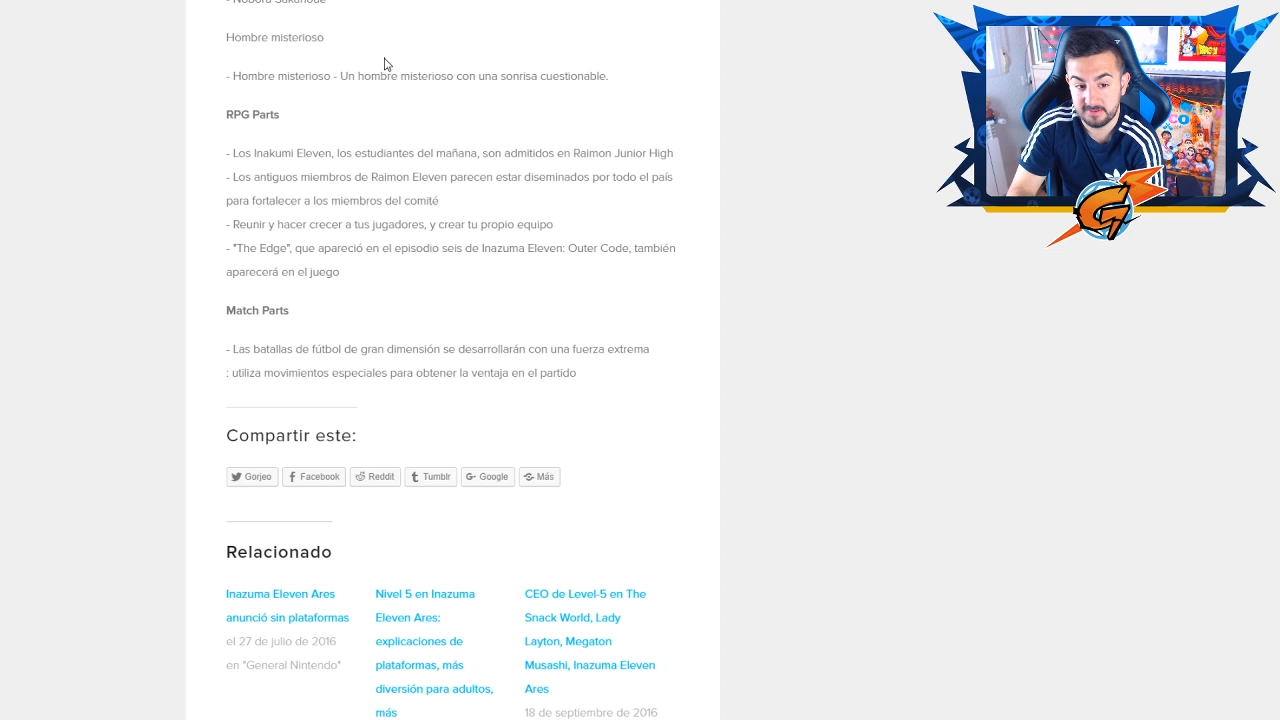 - Nobora Sakanoue
Hombre misterioso
- Hombre misterioso - Un hombre misterioso con una sonrisa cuestionable.
RPG Parts
- Los Inakumi Eleven, los estudiantes del mañana, son admitidos en Raimon Junior High
- Los antiguos miembros de Raimon Eleven parecen estar diseminados por todo el país
para fortalecer a los miembros del comité
- Reunir y hacer crecer a tus jugadores, y crear tu propio equipo
- "The Edge", que apareció en el episodio seis de Inazuma Eleven: Outer Code, también
aparecerá en el juego
Match Parts
- Las batallas de fútbol de gran dimensión se desarrollarán con una fuerza extrema
: utiliza movimientos especiales para obtener la ventaja en el partido
Compartir este:
Gorjeo
Facebook
Reddit
Tumblr
Google
Más
Relacionado
Inazuma Eleven Ares
anunció sin plataformas
el 27 de julio de 2016
en "General Nintendo"
Nivel 5 en Inazuma
Eleven Ares:
explicaciones de
plataformas, más
diversión para adultos,
más
CEO de Level-5 en The
Snack World, Lady
Layton, Megaton
Musashi, Inazuma Eleven
Ares
18 de septiembre de 2016